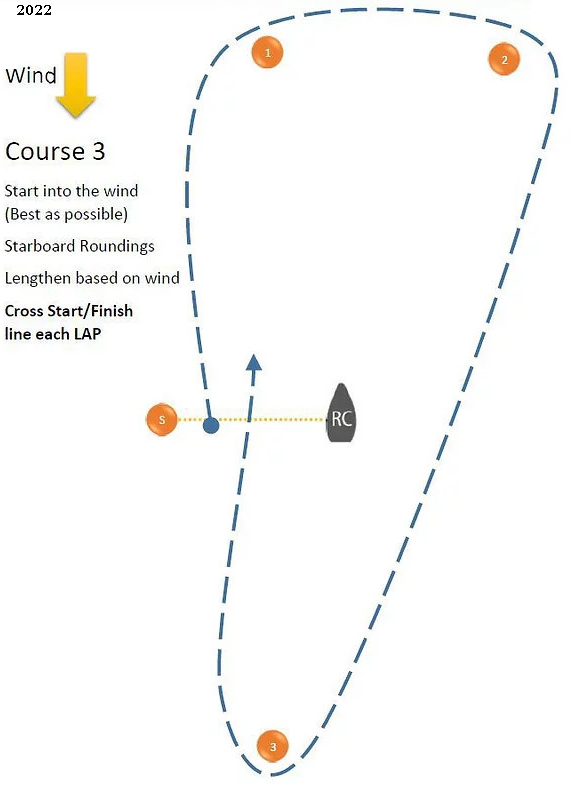 2022
Wind
Course 3
Start into the wind
(Best as possible)
Starboard Roundings
Lengthen based on wind
Cross Start/Finish
line each LAP
1
2
S
RC
3